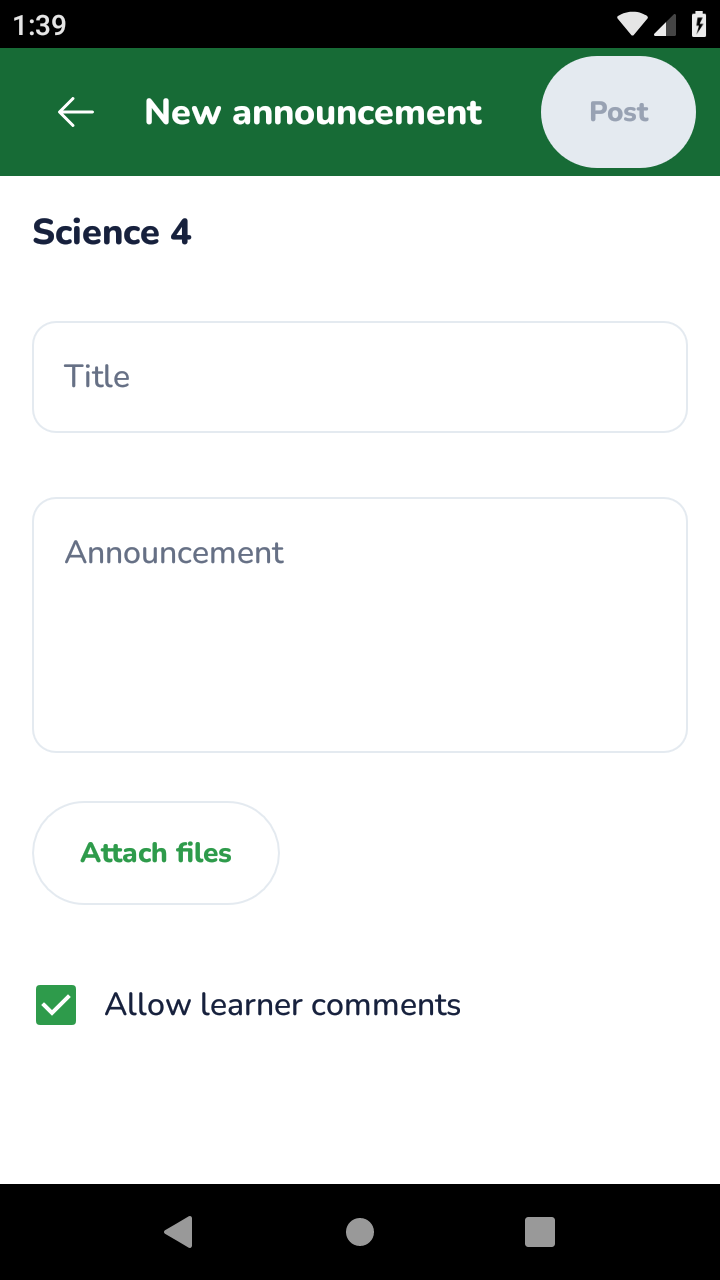 1:39
New announcement
Post
Science 4
Title
Announcement
Attach files
Allow learner comments